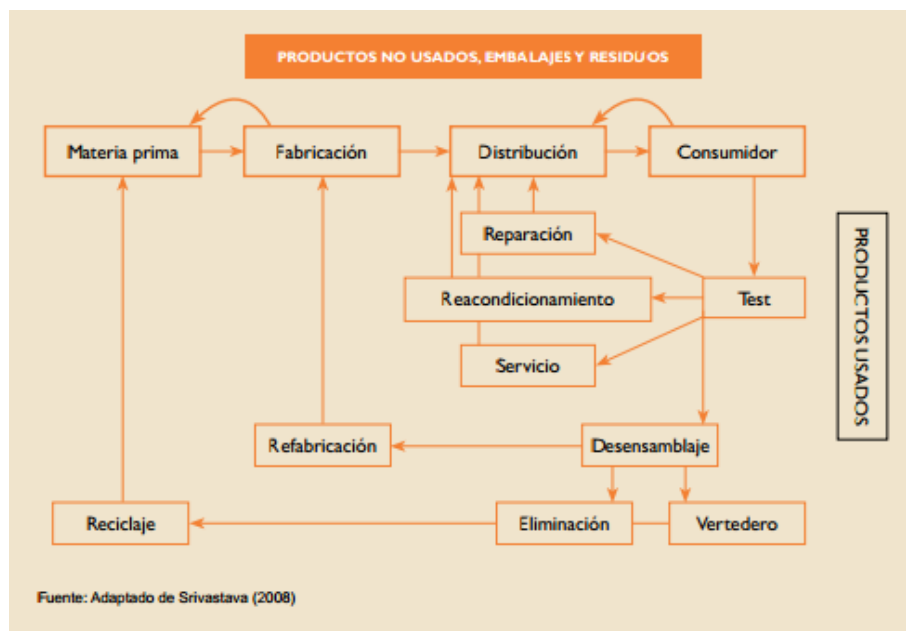 PRODUCTOS NO USADOS, EMBALAJES Y RESIDUOS
Materia prima
Fabricación
Distribución
Consumidor
Reparación
Reacondicionamiento
Test
Servicio
PRODUCTOS USADOS
Refabricación
Desensamblaje
Reciclaje
Eliminación
Vertedero
Fuente: Adaptado de Srivastava (2008)